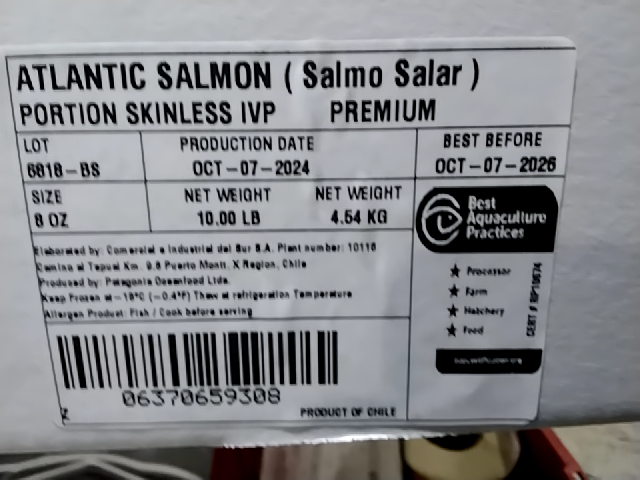 ATLANTIC SALMON ( Salmo Salar )
PORTION SKINLESS IVP PREMIUM
LOT
6818-BS
PRODUCTION DATE
OCT-07-2024
BEST BEFORE
OCT-07-2026
SIZE
8 OZ
NET WEIGHT
10.00 LB
NET WEIGHT
4.54 KG
Elaborated by: Comercial e Industrial del Sur S.A. Plant number: 10118
Camino al Tepual Km. Puerto Montt, X Region, Chile
Produced by: Patagonia Oceanfood Ltda.
Keep Frozen at -18°C (-0.4°F) Thaw at refrigeration Temperature
Allergen Product: Fish / Cook before serving
06370659308
PRODUCT OF CHILE
Best
Aquaculture
Practices
★ Processor
★ Farm
★ Hatchery
★ Feed
CERT #